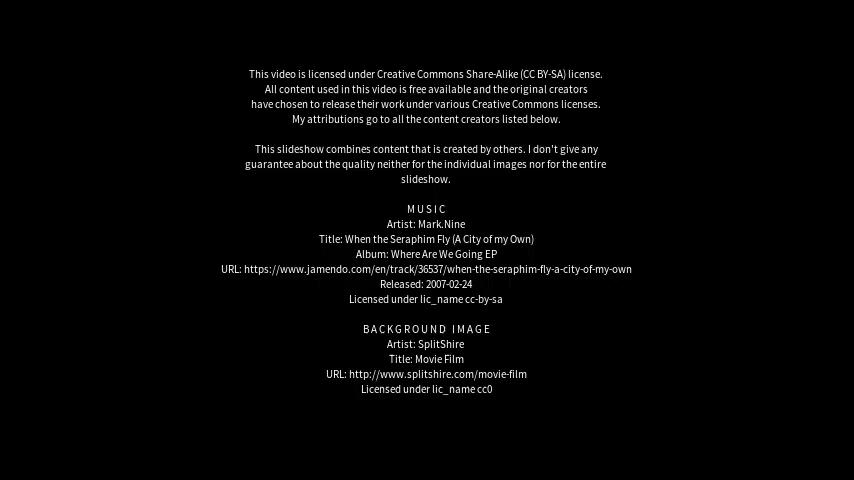 This video is licensed under Creative Commons Share-Alike (CC BY-SA) license.
All content used in this video is free available and the original creators
have chosen to release their work under various Creative Commons licenses.
My attributions go to all the content creators listed below.
This slideshow combines content that is created by others. I don't give any
guarantee about the quality neither for the individual images nor for the entire
slideshow.
MUSIC
Artist: Mark.Nine
Title: When the Seraphim Fly (A City of my Own)
Album: Where Are We Going EP
URL: https://www.jamendo.com/en/track/36537/when-the-seraphim-fly-a-city-of-my-own
Released: 2007-02-24
Licensed under lic_name cc-by-sa
BACKGROUND IMAGE
Artist: SplitShire
Title: Movie Film
URL: http://www.splitshire.com/movie-film
Licensed under lic_name cc0